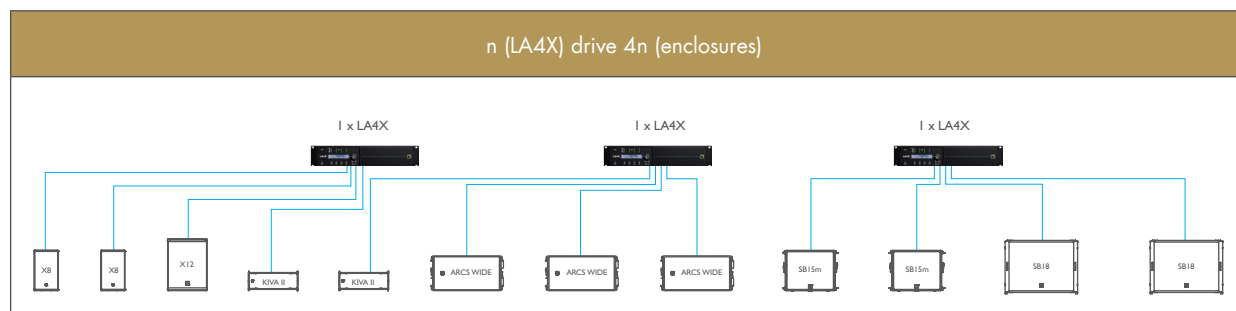 n (LA4X) drive 4n (enclosures)
1 x LA4X
1 x LA4X
1 x LA4X
X8
X8
X12
KIVA II
KIVA II
ARCS WIDE
ARCS WIDE
ARCS WIDE
SB15m
SB15m
SB18
SB18